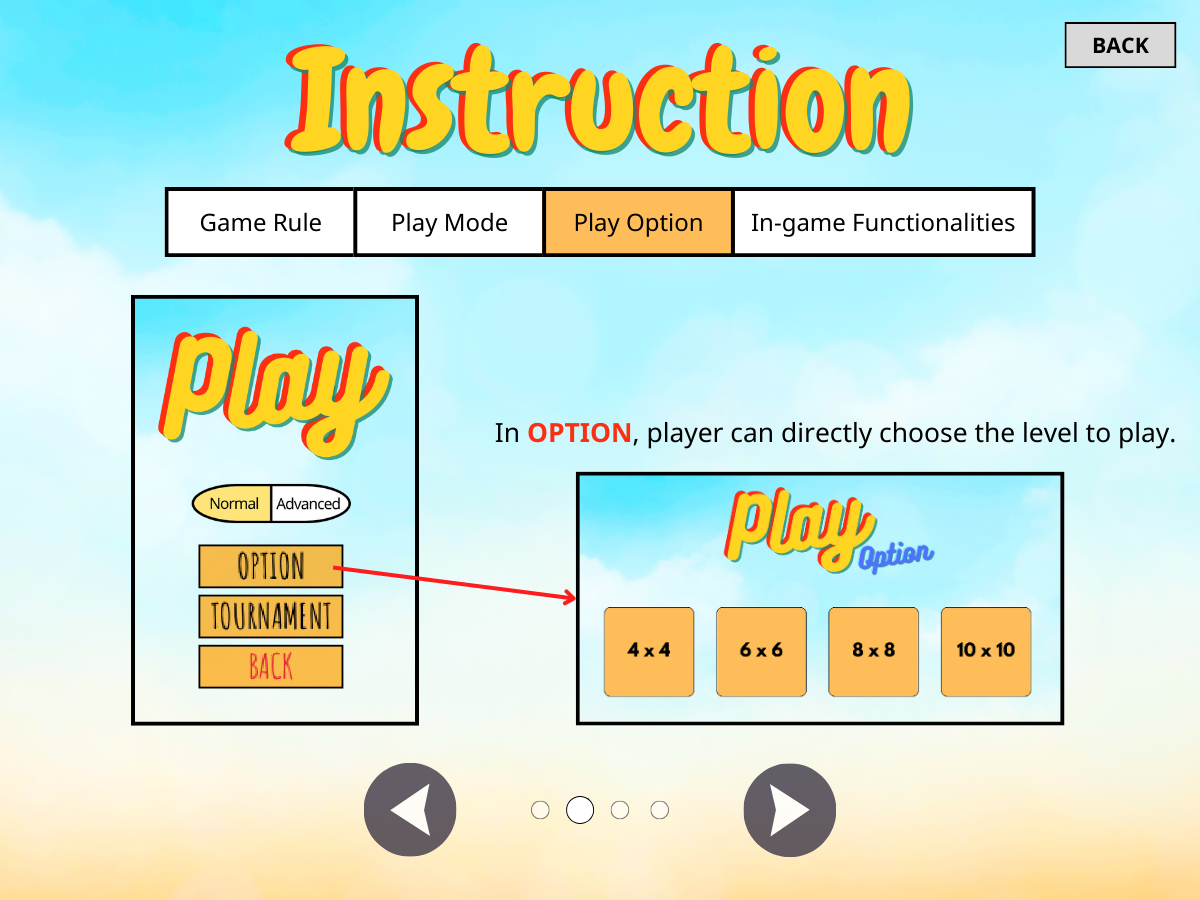 BACK
Instruction
Game Rule
Play Mode
Play Option
In-game Functionalities
Play
Normal
Advanced
OPTION
TOURNAMENT
BACK
In OPTION, player can directly choose the level to play.
Play
Option
4 x 4
6 x 6
8 x 8
10 x 10